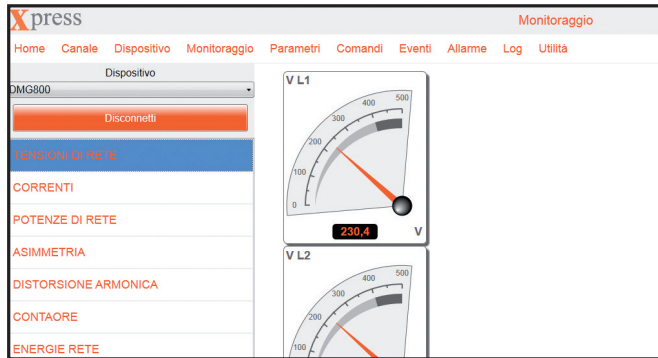 Xpress
Monitoraggio
Home Canale Dispositivo Monitoraggio Parametri Comandi Eventi Allarme Log Utilità
Dispositivo
DMG800
Disconnetti
TENSIONI DI RETE
CORRENTI
POTENZE DI RETE
ASIMMETRIA
DISTORSIONE ARMONICA
CONTAORE
ENERGIE RETE
V L1
0 100 200 300 400 500
230,4 V
V L2
100 200 300 400 500